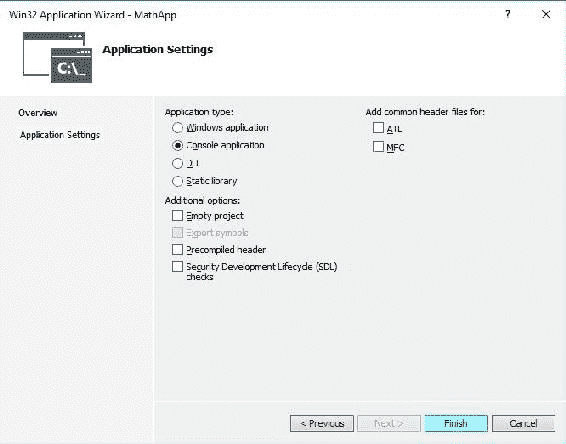 Win32 Application Wizard - MathApp
?
Application Settings
C:\_
Overview
Application Settings
Application type:
Windows application
Console application
DLL
Static library
Additional options:
Empty project
Export symbols
Precompiled header
Security Development Lifecycle (SDL)
checks
Add common header files for:
ATL
MFC
< Previous
Next >
Finish
Cancel